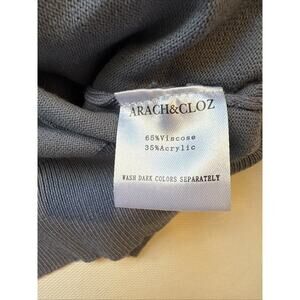 ARACH&CLOZ
65%Viscose
35%Acrylic
WASH DARK COLORS SEPARATELY